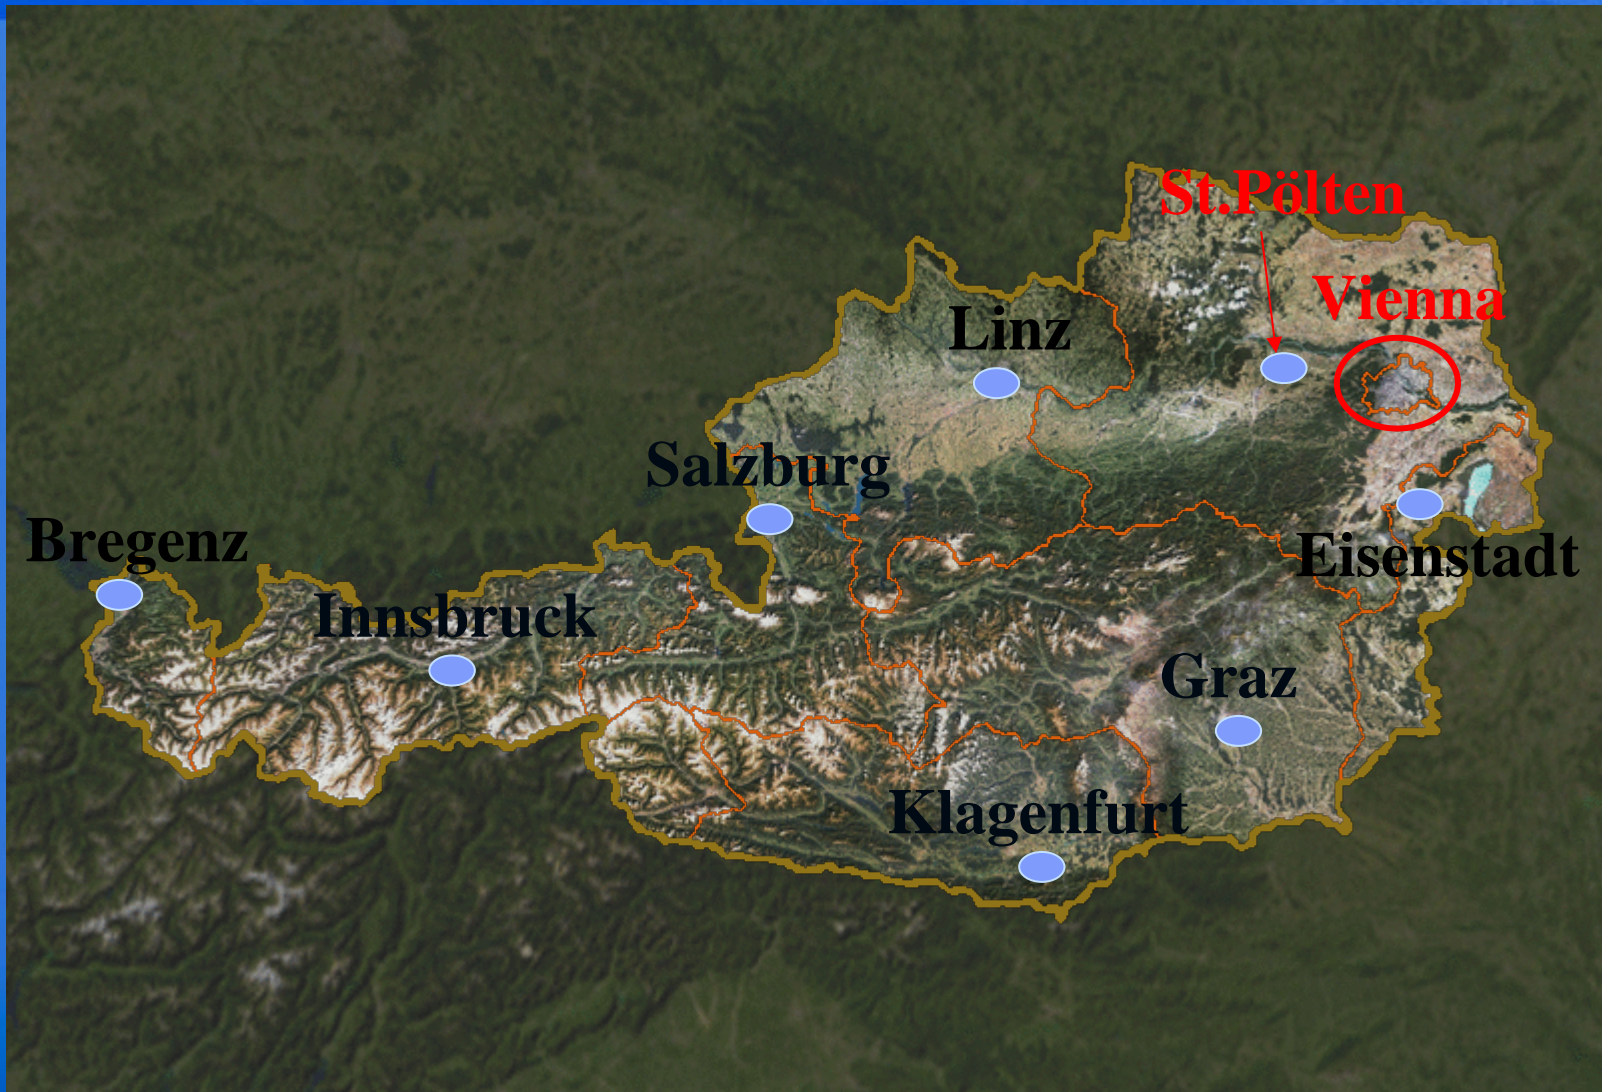 St.Pölten
Vienna
Linz
Salzburg
Bregenz
Eisenstadt
Innsbruck
Graz
Klagenfurt